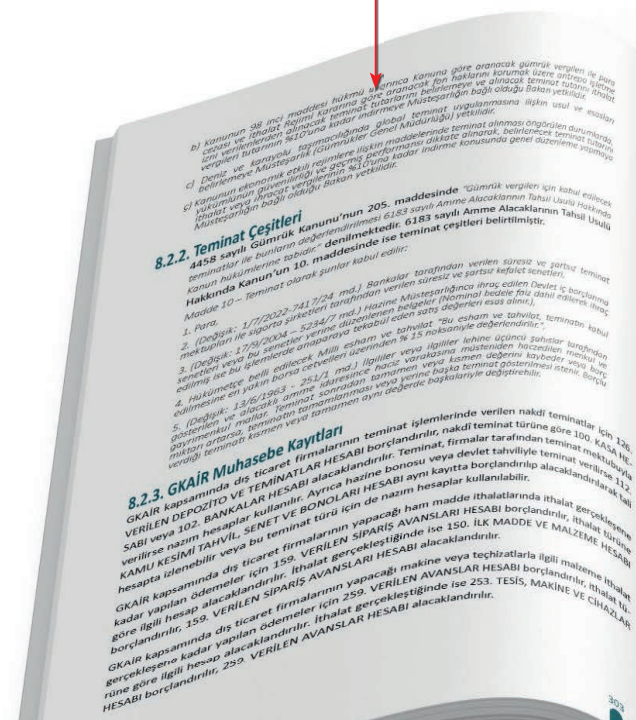 b) Kanunun 98 inci maddesi hükmü uyarınca Kanuna göre aranacak gümrük vergileri ile para
cezası ve İthalat Rejimi Kararına göre aranacak fon haklarını korumak üzere antrepo işletme
izni verilenlerden alınacak teminat tutarlarını belirlemeye ve alınacak teminat tutarını ithalat
vergileri tutarının %10'una kadar indirmeye Müsteşarlığın bağlı olduğu Bakan yetkilidir.
c) Deniz ve karayolu taşımacılığında global teminat uygulanmasına ilişkin usul ve esasları
belirlemeye Müsteşarlık (Gümrükler Genel Müdürlüğü) yetkilidir.
ç) Kanunun ekonomik etkili rejimlere ilişkin maddelerinde teminat alınması öngörülen durumlarda,
yükümlünün güvenilirliği ve geçmiş performansı dikkate alınarak, belirlenecek teminat tutarını
ithalat veya ihracat vergilerinin %10'una kadar indirme konusunda genel düzenleme yapmaya
Müsteşarlığın bağlı olduğu Bakan yetkilidir.
8.2.2. Teminat Çeşitleri
4458 sayılı Gümrük Kanunu'nun 205. maddesinde "Gümrük vergileri için kabul edilecek
teminatlar ile bunların değerlendirilmesi 6183 sayılı Amme Alacaklarının Tahsil Usulü Hakkında
Kanun hükümlerine tabidir." denilmektedir. 6183 sayılı Amme Alacaklarının Tahsil Usulü
Hakkında Kanun'un 10. maddesinde ise teminat çeşitleri belirtilmiştir.
Madde 10 – Teminat olarak şunlar kabul edilir:
1. Para,
2. (Değişik: 1/7/2022-7417/24 md.) Bankalar tarafından verilen süresiz ve şartsız teminat
mektupları ile sigorta şirketleri tarafından verilen süresiz ve şartsız kefalet senetleri,
3. (Değişik: 17/9/2004 – 5234/7 md.) Hazine Müsteşarlığınca ihraç edilen Devlet iç borçlanma
senetleri veya bu senetler yerine düzenlenen belgeler (Nominal bedele faiz dahil edilerek ihraç
edilmiş ise bu işlemlerde anaparaya tekabül eden satış değerleri esas alınır.),
4. Hükümetçe belli edilecek Milli esham ve tahvilat. "Bu esham ve tahvilat, teminatın kabul
edilmesine en yakın borsa cetvelleri üzerinden % 15 noksaniyle değerlendirilir.",
5. (Değişik: 13/6/1963 - 251/1 md.) İlgililer veya ilgililer lehine üçüncü şahıslar tarafından
gösterilen ve alacaklı amme idaresince haciz varakasına müsteniden haczedilen menkul ve
gayrimenkul mallar. Teminat sonradan tamamen veya kısmen değerini kaybeder veya borç
miktarı artarsa, teminatın tamamlanması veya yerine başka teminat gösterilmesi istenir. Borçlu
verdiği teminatı kısmen veya tamamen aynı değerde başkalariyle değiştirebilir.
8.2.3. GKAİR Muhasebe Kayıtları
GKAİR kapsamında dış ticaret firmalarının teminat işlemlerinde verilen nakdî teminatlar için 126.
VERİLEN DEPOZİTO VE TEMİNATLAR HESABI borçlandırılır, nakdî teminat türüne göre 100. KASA HE-
SABI veya 102. BANKALAR HESABI alacaklandırılır. Teminat, firmalar tarafından teminat mektubuyla
verilirse nazım hesaplar kullanılır. Ayrıca hazine bonosu veya devlet tahviliyle teminat verilirse 112.
KAMU KESİMİ TAHVİL, SENET VE BONOLARI HESABI aynı kayıtta borçlandırılıp alacaklandırılarak tali
hesapta izlenebilir veya bu teminat türü için de nazım hesaplar kullanılabilir.
GKAİR kapsamında dış ticaret firmalarının yapacağı ham madde ithalatlarında ithalat gerçekleşene
kadar yapılan ödemeler için 159. VERİLEN SİPARİŞ AVANSLARI HESABI borçlandırılır, ithalat türüne
göre ilgili hesap alacaklandırılır. İthalat gerçekleştiğinde ise 150. İLK MADDE VE MALZEME HESABI
borçlandırılır, 159. VERİLEN SİPARİŞ AVANSLARI HESABI alacaklandırılır.
GKAİR kapsamında dış ticaret firmalarının yapacağı makine veya teçhizatlarla ilgili malzeme ithalat
gerçekleşene kadar yapılan ödemeler için 259. VERİLEN AVANSLAR HESABI borçlandırılır, ithalat tü-
rüne göre ilgili hesap alacaklandırılır. İthalat gerçekleştiğinde ise 253. TESİS, MAKİNE VE CİHAZLAR
HESABI borçlandırılır, 259. VERİLEN AVANSLAR HESABI alacaklandırılır.
303